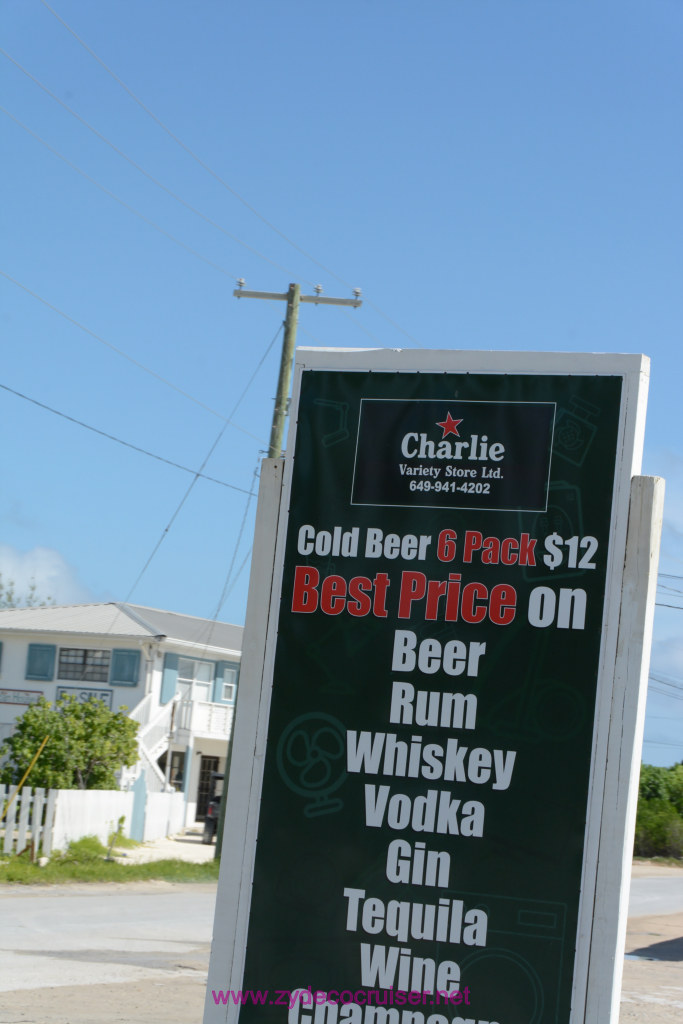 Charlie
Variety Store Ltd.
649-941-4202
Cold Beer 6 Pack $12
Best Price on
Beer
Rum
Whiskey
Vodka
Gin
Tequila
Wine
www.zydecocruiser.net